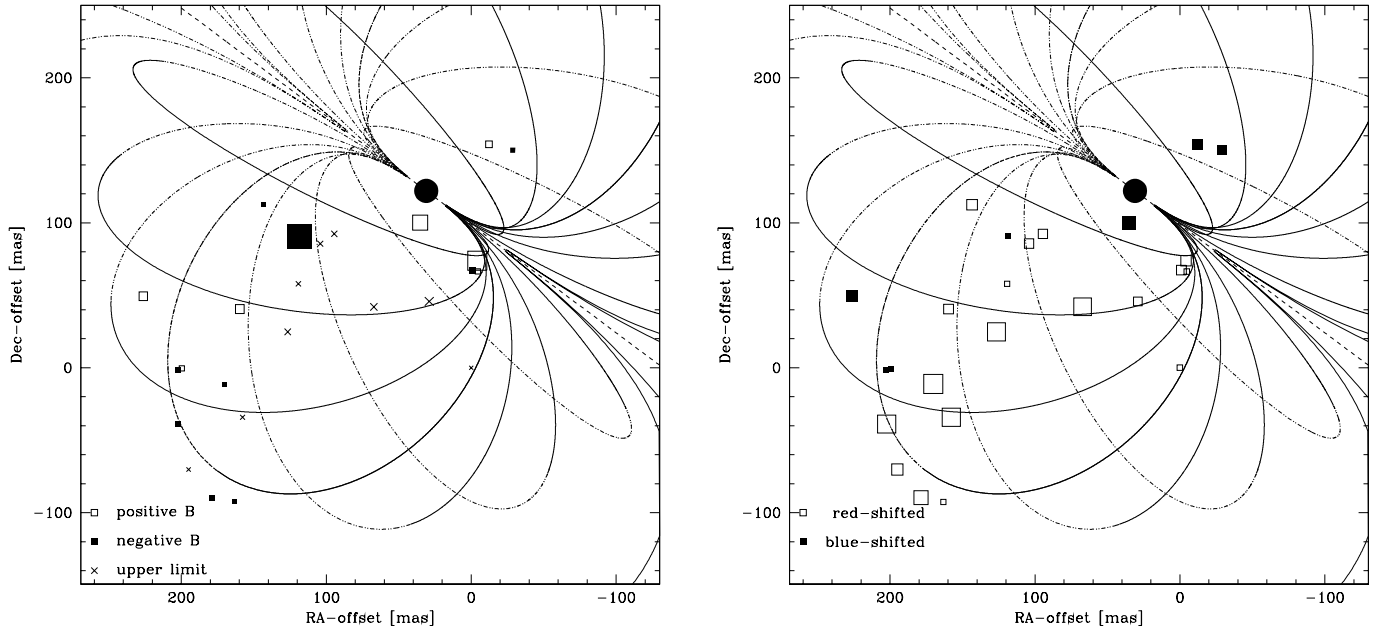 200
100
0
−100
Dec−offset [mas]
positive B
negative B
upper limit
200
100
0
−100
RA−offset [mas]
200
100
0
−100
Dec−offset [mas]
red−shifted
blue−shifted
200
100
0
−100
RA−offset [mas]